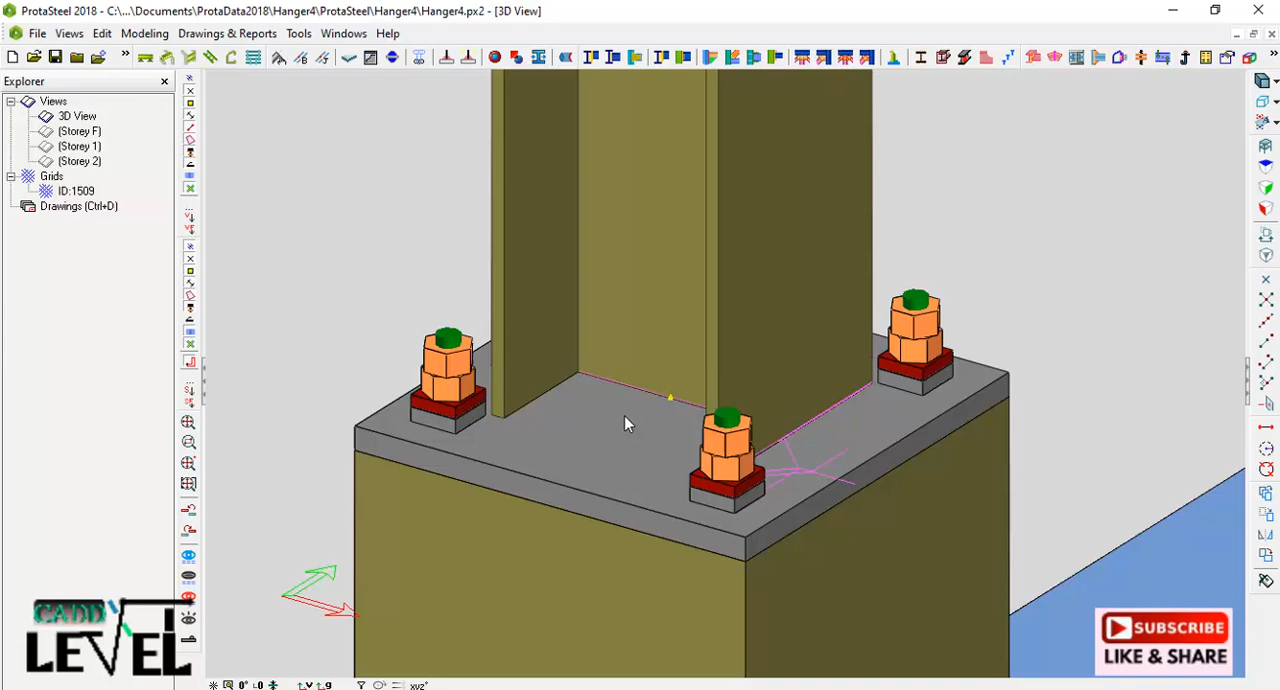 ProtaSteel 2018 - C:\...\Documents\ProtaData2018\Hanger4\ProtaSteel\Hanger4\Hanger4.px2 - [3D View]
File Views Edit Modeling Drawings & Reports Tools Windows Help
Explorer
Views
3D View
(Storey F)
(Storey 1)
(Storey 2)
Grids
ID:1509
Drawings (Ctrl+D)
CADD
LEVEL
SUBSCRIBE
LIKE & SHARE